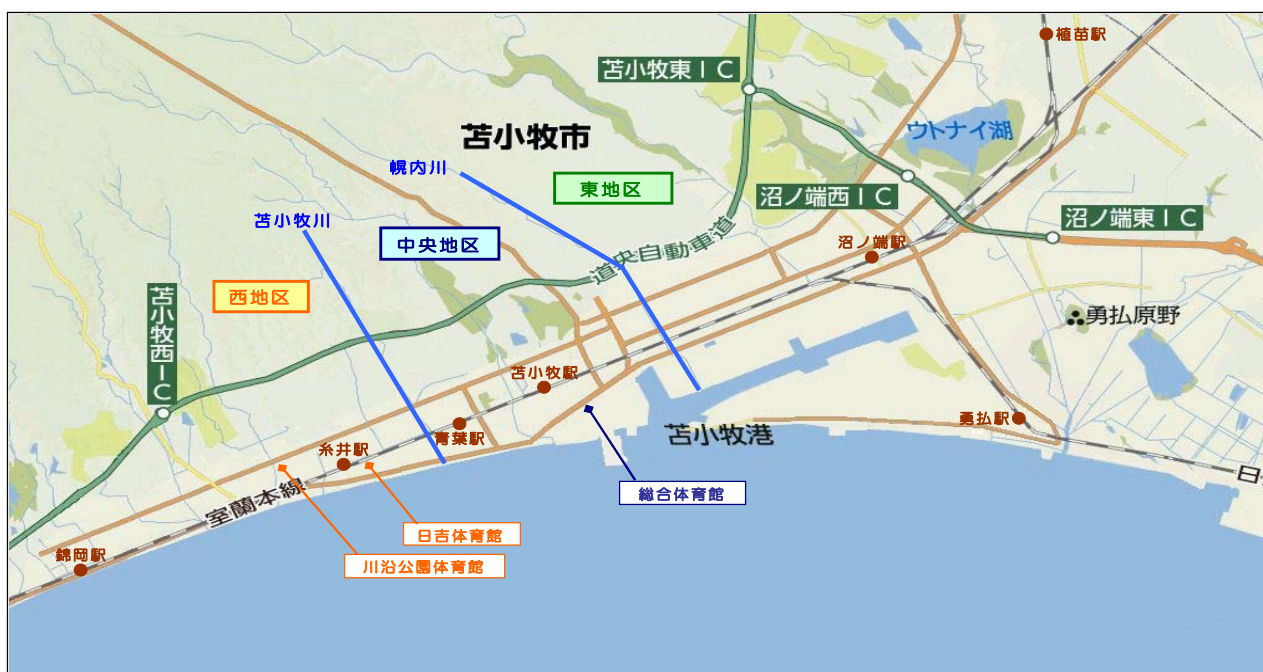 植苗駅
苫小牧東IC
ウトナイ湖
苫小牧市
幌内川
東地区
沼ノ端西IC
苫小牧川
沼ノ端東IC
中央地区
沼ノ端駅
道央自動車道
西地区
苫小牧西IC
勇払原野
苫小牧駅
青葉駅
苫小牧港
勇払駅
糸井駅
室蘭本線
総合体育館
日
日吉体育館
錦岡駅
川沿公園体育館